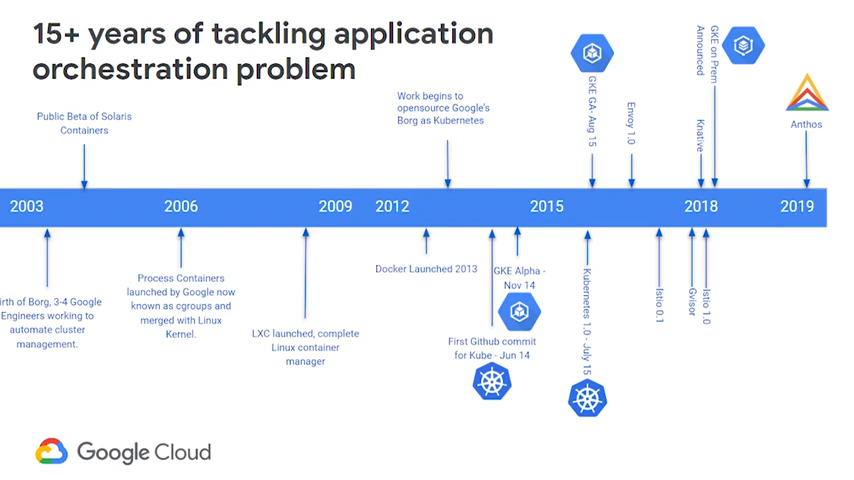 15+ years of tackling application
orchestration problem
Public Beta of Solaris
Containers
Work begins to
opensource Google's
Borg as Kubernetes
GKE GA- Aug 15
Envoy 1.0
Knative
GKE on Prem
Announced
Anthos
2003
2006
2009
2012
2015
2018
2019
irth of Borg, 3-4 Google
Engineers working to
automate cluster
management.
Process Containers
launched by Google now
known as cgroups and
merged with Linux
Kernel.
LXC launched, complete
Linux container
manager
Docker Launched 2013
First Github commit
for Kube - Jun 14
GKE Alpha -
Nov 14
Kubernetes 1.0 - July 15
Istio 0.1
Gvisor
Istio 1.0
Google Cloud